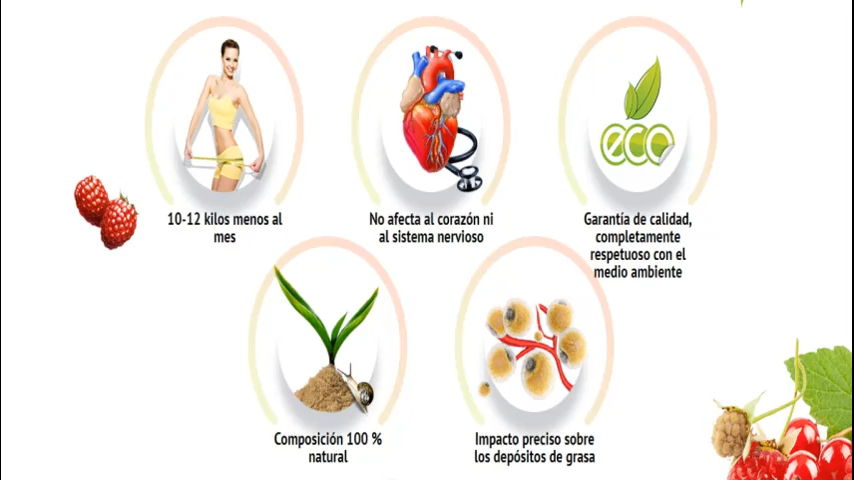 eco
10-12 kilos menos al
mes
No afecta al corazón ni
al sistema nervioso
Garantía de calidad,
completamente
respetuoso con el
medio ambiente
Composición 100 %
natural
Impacto preciso sobre
los depósitos de grasa